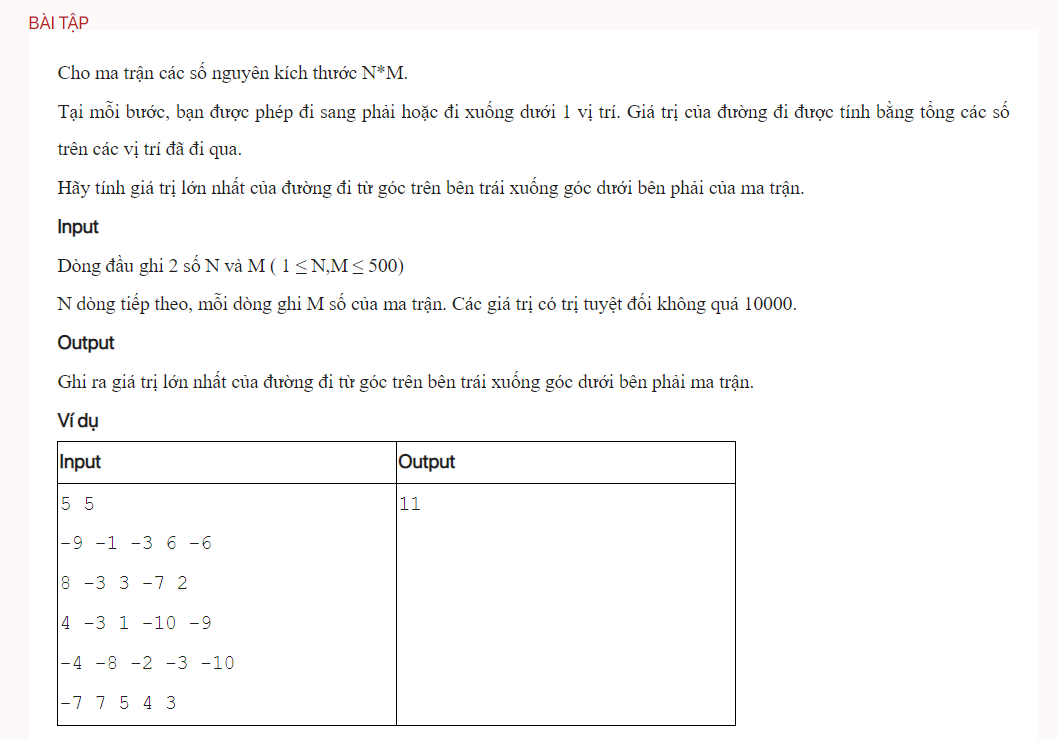 BÀI TẬP
Cho ma trận các số nguyên kích thước N*M.
Tại mỗi bước, bạn được phép đi sang phải hoặc đi xuống dưới 1 vị trí. Giá trị của đường đi được tính bằng tổng các số
trên các vị trí đã đi qua.
Hãy tính giá trị lớn nhất của đường đi từ góc trên bên trái xuống góc dưới bên phải của ma trận.
Input
Dòng đầu ghi 2 số N và M ( 1 ≤ N,M ≤ 500)
N dòng tiếp theo, mỗi dòng ghi M số của ma trận. Các giá trị có trị tuyệt đối không quá 10000.
Output
Ghi ra giá trị lớn nhất của đường đi từ góc trên bên trái xuống góc dưới bên phải ma trận.
Ví dụ
Input Output
5 5 11
-9 -1 -3 6 -6
8 -3 3 -7 2
4 -3 1 -10 -9
-4 -8 -2 -3 -10
-7 7 5 4 3